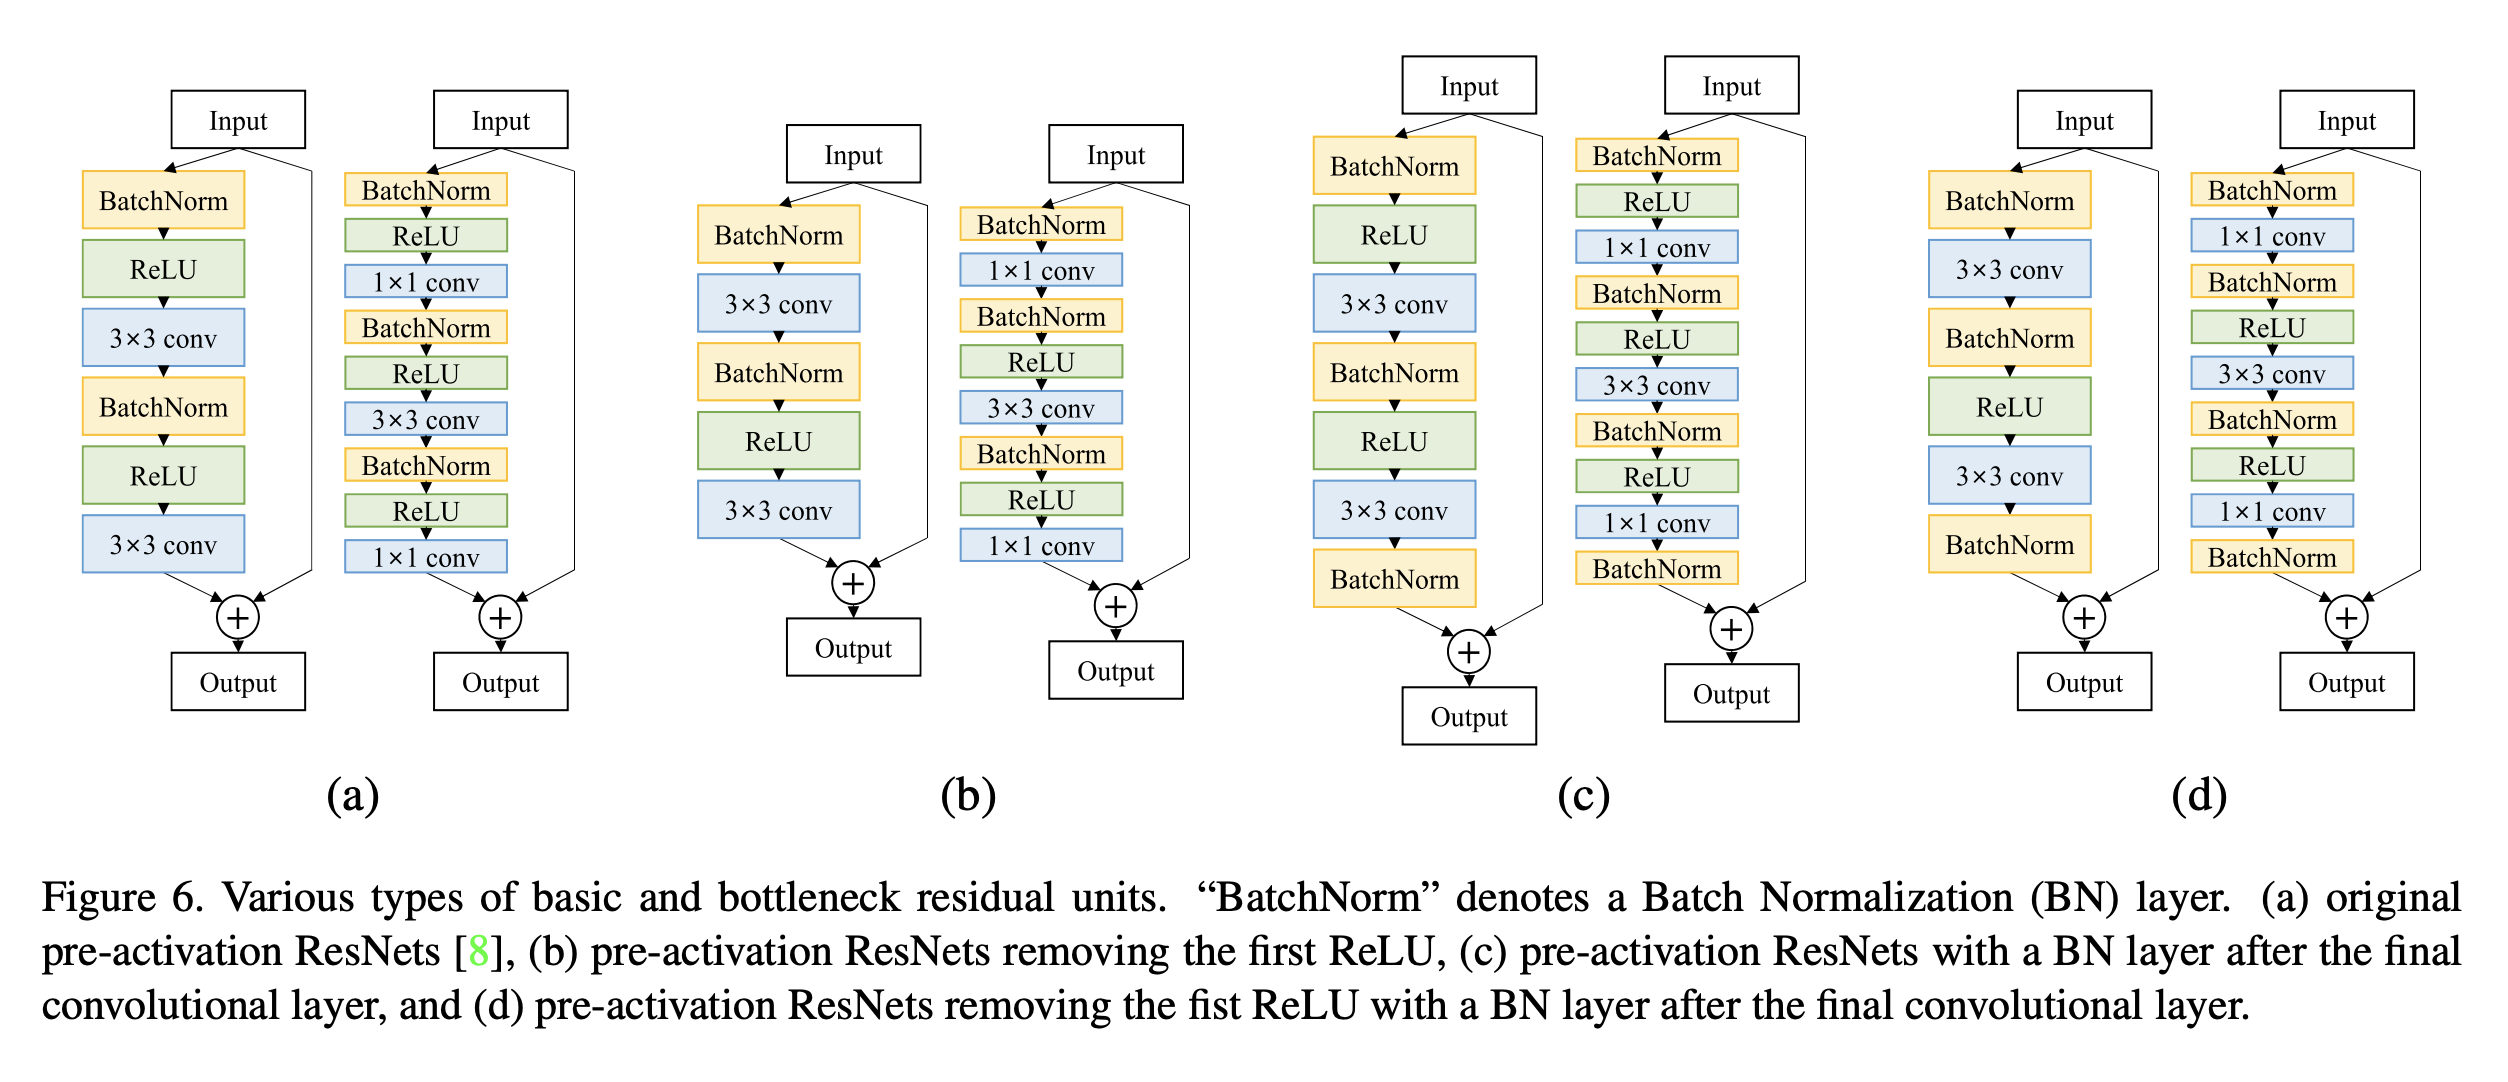 Input
BatchNorm
ReLU
3×3 conv
BatchNorm
ReLU
3×3 conv
+
Output
Input
BatchNorm
ReLU
1×1 conv
BatchNorm
ReLU
3×3 conv
BatchNorm
ReLU
1×1 conv
+
Output
(a)
Input
BatchNorm
3×3 conv
BatchNorm
ReLU
3×3 conv
+
Output
Input
BatchNorm
1×1 conv
BatchNorm
ReLU
3×3 conv
BatchNorm
ReLU
1×1 conv
+
Output
(b)
Input
BatchNorm
ReLU
3×3 conv
BatchNorm
ReLU
3×3 conv
BatchNorm
+
Output
Input
BatchNorm
ReLU
1×1 conv
BatchNorm
ReLU
3×3 conv
BatchNorm
ReLU
1×1 conv
BatchNorm
+
Output
(c)
Input
BatchNorm
3×3 conv
BatchNorm
ReLU
3×3 conv
BatchNorm
+
Output
Input
BatchNorm
1×1 conv
BatchNorm
ReLU
3×3 conv
BatchNorm
ReLU
1×1 conv
BatchNorm
+
Output
(d)
Figure 6. Various types of basic and bottleneck residual units. “BatchNorm” denotes a Batch Normalization (BN) layer. (a) original
pre-activation ResNets [8], (b) pre-activation ResNets removing the first ReLU, (c) pre-activation ResNets with a BN layer after the final
convolutional layer, and (d) pre-activation ResNets removing the fist ReLU with a BN layer after the final convolutional layer.